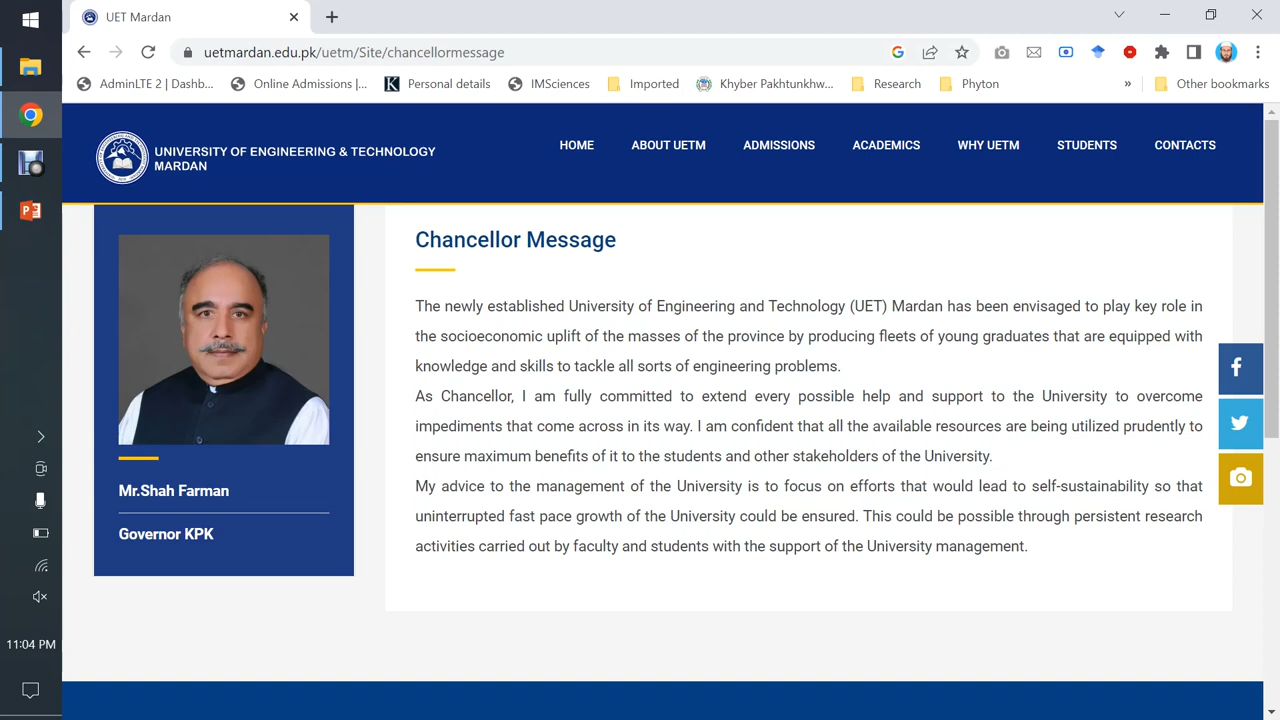 UET Mardan
uetmardan.edu.pk/uetm/Site/chancellormessage
AdminLTE 2 | Dashb...
Online Admissions |...
Personal details
IMSciences
Imported
Khyber Pakhtunkhw...
Research
Phyton
»
Other bookmarks
UNIVERSITY OF ENGINEERING & TECHNOLOGY
MARDAN
HOME
ABOUT UETM
ADMISSIONS
ACADEMICS
WHY UETM
STUDENTS
CONTACTS
Mr.Shah Farman
Governor KPK
Chancellor Message
The newly established University of Engineering and Technology (UET) Mardan has been envisaged to play key role in
the socioeconomic uplift of the masses of the province by producing fleets of young graduates that are equipped with
knowledge and skills to tackle all sorts of engineering problems.
As Chancellor, I am fully committed to extend every possible help and support to the University to overcome
impediments that come across in its way. I am confident that all the available resources are being utilized prudently to
ensure maximum benefits of it to the students and other stakeholders of the University.
My advice to the management of the University is to focus on efforts that would lead to self-sustainability so that
uninterrupted fast pace growth of the University could be ensured. This could be possible through persistent research
activities carried out by faculty and students with the support of the University management.
11:04 PM